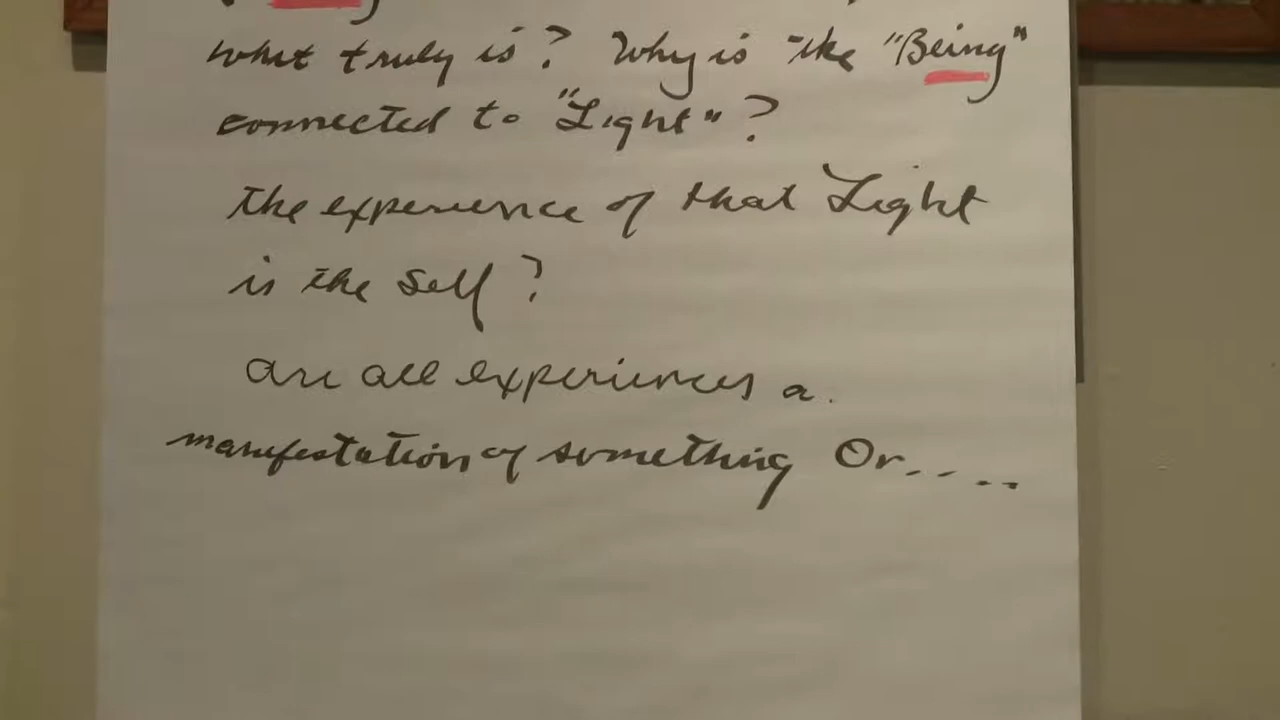 what truly is? Why is the "Being"
connected to "Light"?
the experience of that Light
is the Self?
are all experiences a.
manifestation of something Or.....